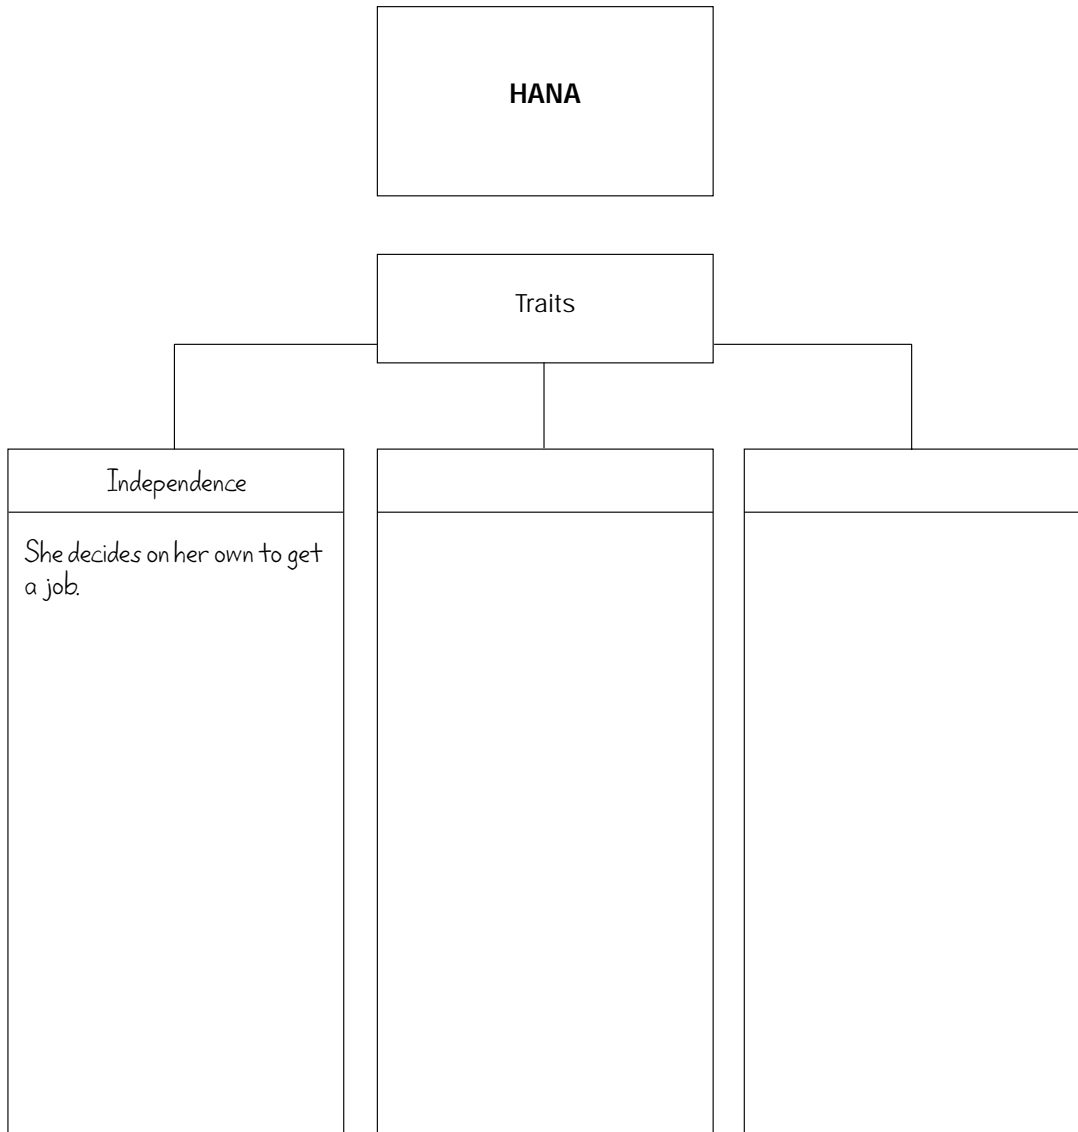 HANA
Traits
Independence
She decides on her own to get
a job.